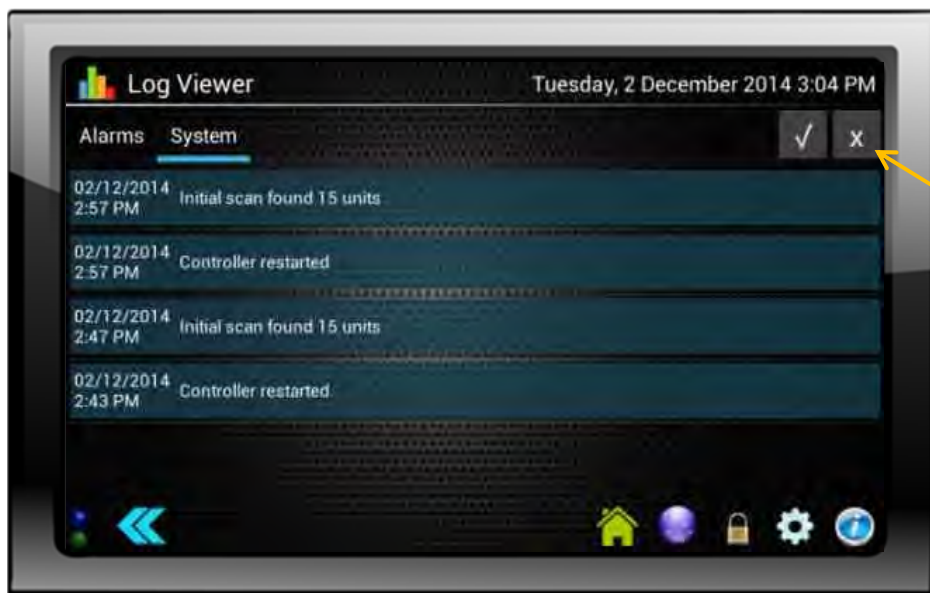 Log Viewer Tuesday, 2 December 2014 3:04 PM
Alarms System √ x
02/12/2014
2:57 PM Initial scan found 15 units
02/12/2014
2:57 PM Controller restarted
02/12/2014
2:47 PM Initial scan found 15 units
02/12/2014
2:43 PM Controller restarted